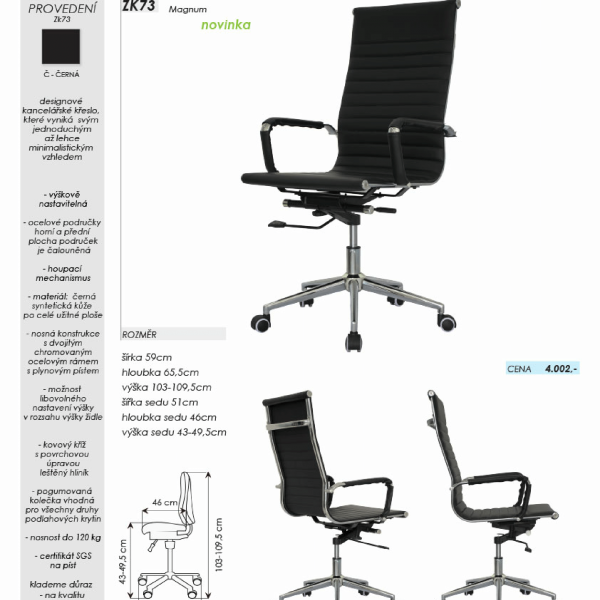 PROVEDENÍ
Zk73
Č - ČERNÁ
designové
kancelářské křeslo,
které vyniká svým
jednoduchým
až lehce
minimalistickým
vzhledem
- výškově
nastavitelná
- ocelové područky
horní a přední
plocha područek
je čalouněná
- houpací
mechanismus
- materiál: černá
syntetická kůže
po celé užitné ploše
- nosná konstrukce
s dvojitým
chromovaným
ocelovým rámem
s plynovým pístem
- možnost
libovolného
nastavení výšky
v rozsahu výšky židle
- kovový kříž
s povrchovou
úpravou
leštěný hliník
- pogumovaná
kolečka vhodná
pro všechny druhy
podlahových krytin
- nosnost do 120 kg
- certifikát SGS
na píst
klademe důraz
- na kvalitu
ZK73 Magnum
novinka
ROZMĚR
šírka 59cm
hloubka 65,5cm
výška 103-109,5cm
šířka sedu 51cm
hloubka sedu 46cm
výška sedu 43-49,5cm
CENA 4.002,-
46 cm
43-49,5 cm
103-109,5 cm